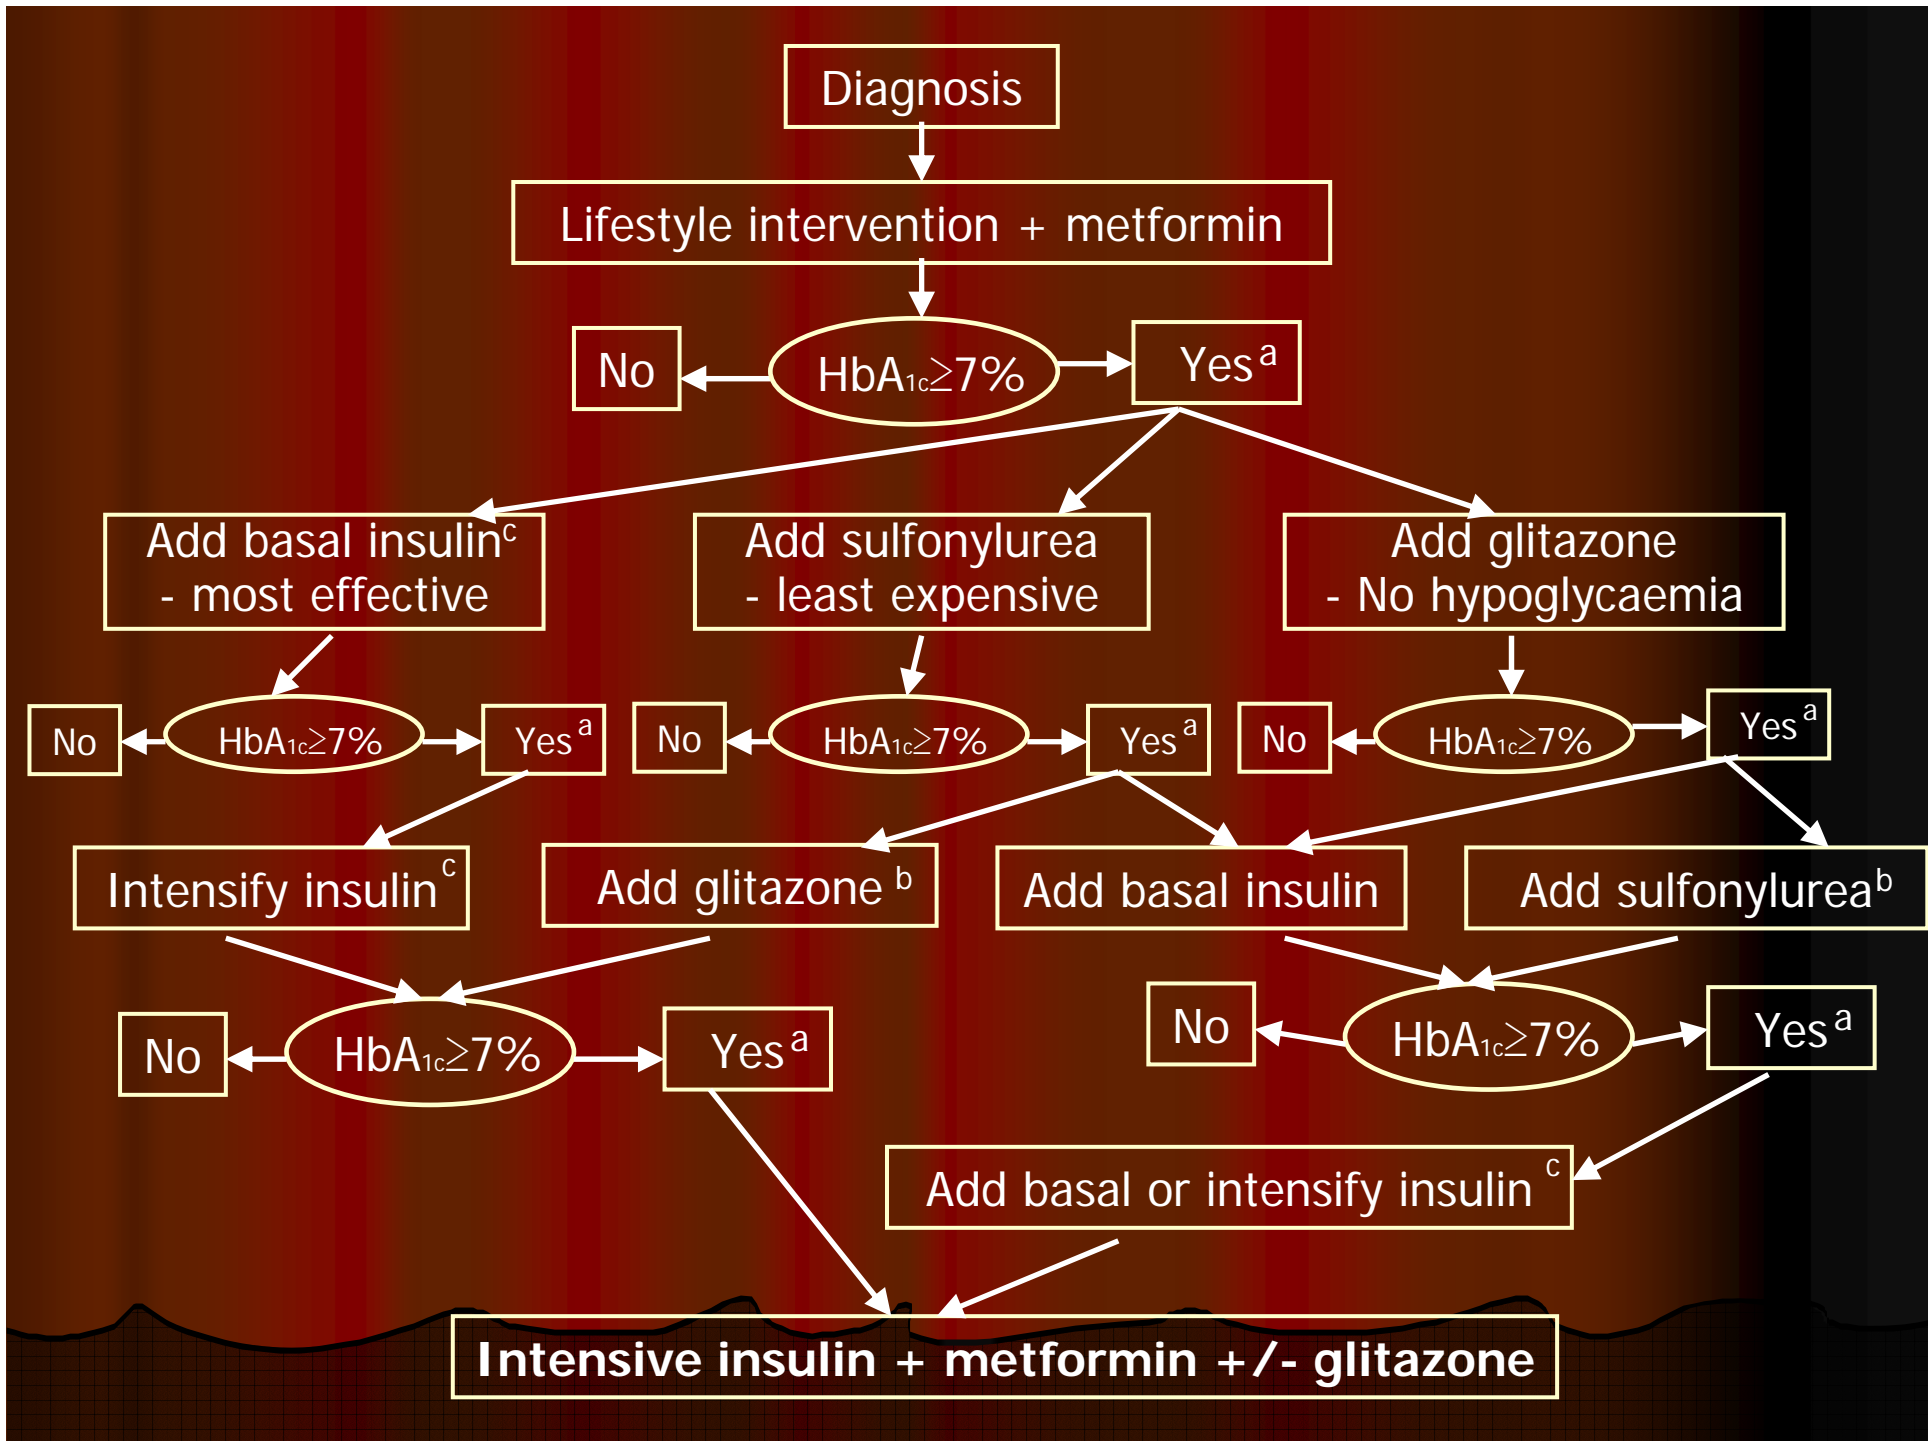 Diagnosis
Lifestyle intervention + metformin
No
HbA1c≥7%
Yes a
Add basal insulin c
- most effective
Add sulfonylurea
- least expensive
Add glitazone
- No hypoglycaemia
No
HbA1c≥7%
Yes a
No
HbA1c≥7%
Yes a
No
HbA1c≥7%
Yes a
Intensify insulin c
Add glitazone b
Add basal insulin
Add sulfonylurea b
No
HbA1c≥7%
Yes a
No
HbA1c≥7%
Yes a
Add basal or intensify insulin c
Intensive insulin + metformin +/- glitazone